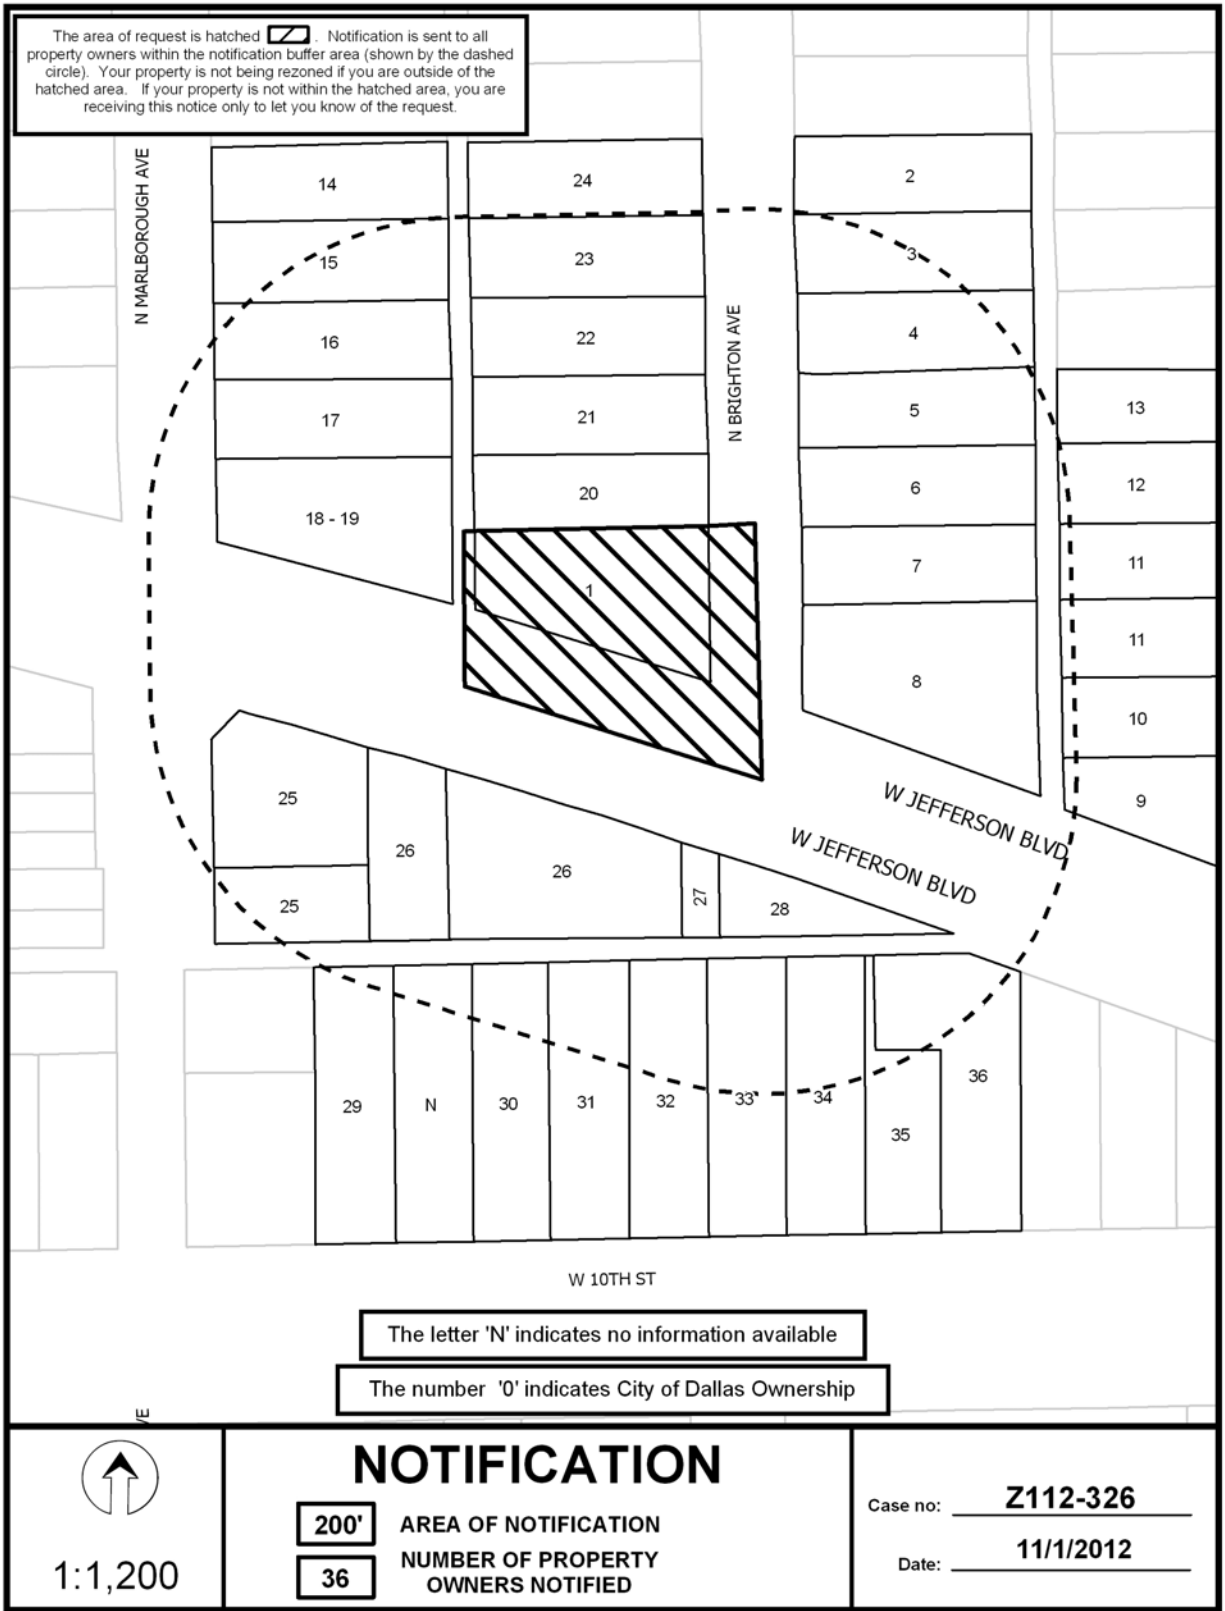 The area of request is hatched . Notification is sent to all
property owners within the notification buffer area (shown by the dashed
circle). Your property is not being rezoned if you are outside of the
hatched area. If your property is not within the hatched area, you are
receiving this notice only to let you know of the request.
N MARLBOROUGH AVE
14
24
2
15
23
3
16
22
4
N BRIGHTON AVE
17
21
5
13
18 - 19
20
6
12
1
7
11
11
8
10
9
25
26
26
27
28
25
W JEFFERSON BLVD
W JEFFERSON BLVD
29
N
30
31
32
33
34
35
36
W 10TH ST
The letter 'N' indicates no information available
The number '0' indicates City of Dallas Ownership
VE
1:1,200
NOTIFICATION
200' AREA OF NOTIFICATION
36 NUMBER OF PROPERTY
OWNERS NOTIFIED
Case no: Z112-326
Date: 11/1/2012